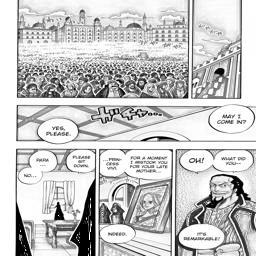 MAY I
COME IN?
YES,
PLEASE.
PAPA...
NO...
PLEASE
SIT
DOWN.
...PRIN-
CESS
VIVI.
FOR A MOMENT
I MISTOOK YOU
FOR YOUR LATE
MOTHER...
INDEED.
OH!
WHAT DID
YOU--
IT'S
REMARKABLE!